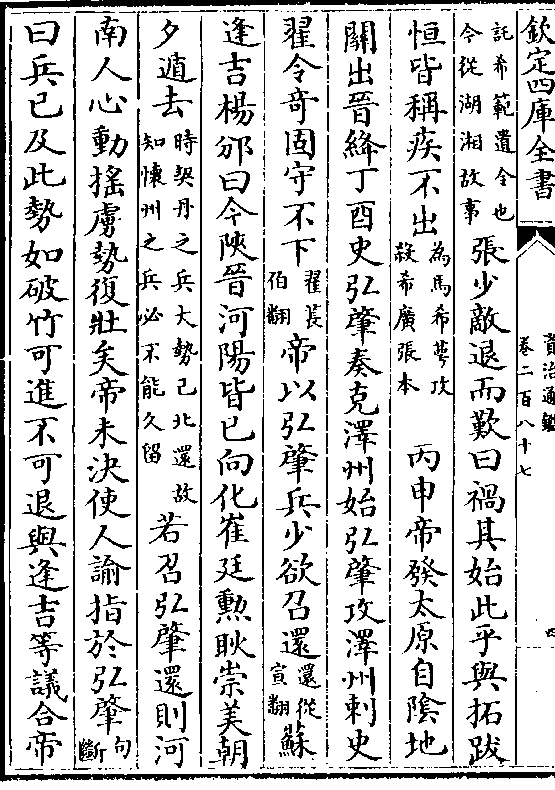 欽定四庫全書
資治通鑑
卷二百八十七
四
託希範遺令也
今從湖湘故事
張少敵退而歎曰禍其始此乎與拓跋
恒皆稱疾不出
為馬希萼攻
殺希廣張本
丙申帝發太原自陰地
關出晉絳丁酉史弘肇奏克澤州始弘肇攻澤州刺史
翟令奇固守不下
翟萇
伯翻
帝以弘肇兵少欲召還
還從
宣翻
蘇
逢吉楊邠曰今陜晉河陽皆已向化崔廷勲耿崇美朝
夕遁去
時契丹之兵大勢已北還故
知懷州之兵必不能久留
若召弘肇還則河
南人心動搖虜勢復壯矣帝未決使人諭指於弘肇
句
斷
曰兵已及此勢如破竹可進不可退與逢吉等議合帝